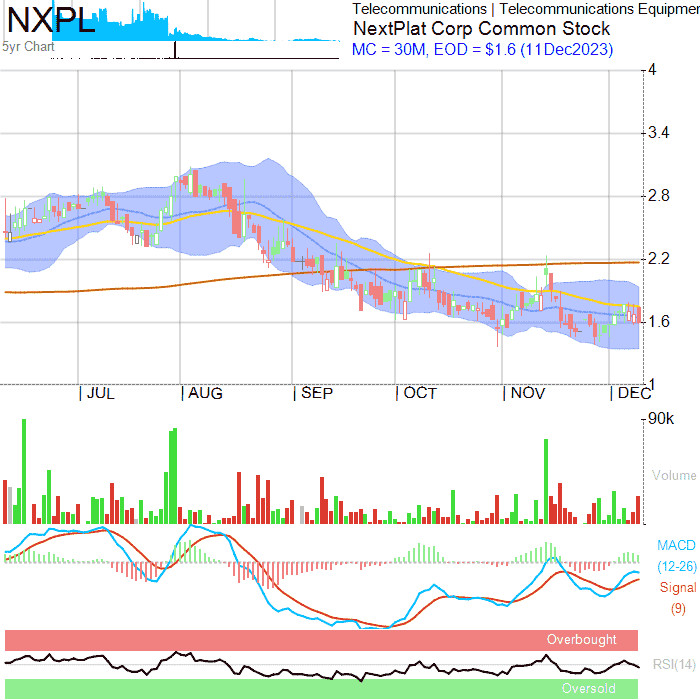 NXPL
5yr Chart
Telecommunications | Telecommunications Equipmen
NextPlat Corp Common Stock
MC = 30M, EOD = $1.6 (11Dec2023)
4
3.4
2.8
2.2
1.6
1
JUL AUG SEP OCT NOV DEC
90k
Volume
MACD
(12-26)
Signal
(9)
Overbought
RSI(14)
Oversold